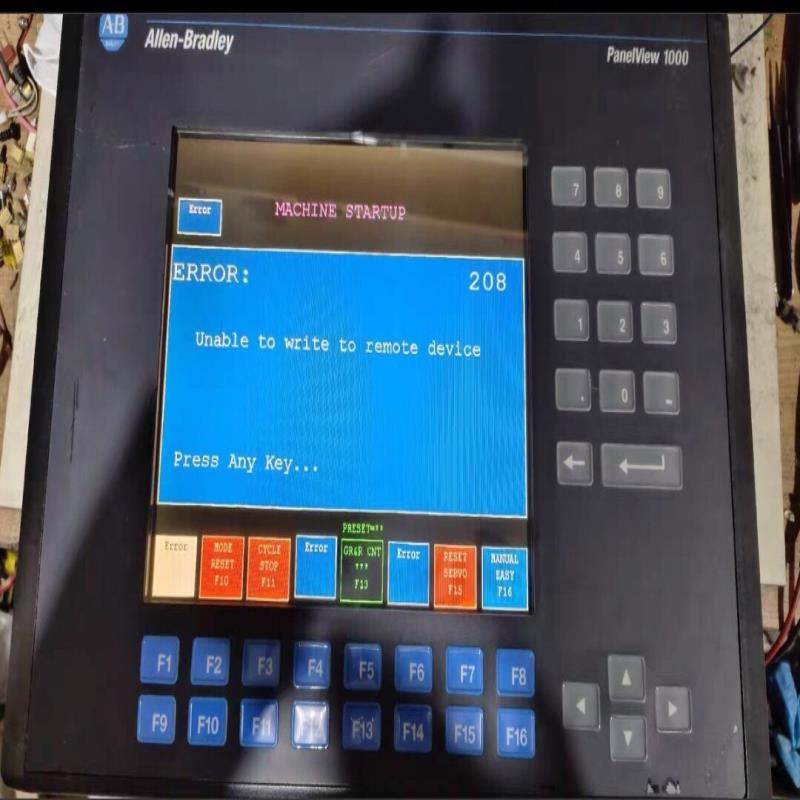 AB
Allen-Bradley
PanelView 1000
Error
MACHINE STARTUP
ERROR: 208
Unable to write to remote device
Press Any Key...
PRESET***
Error
MODE
RESET
F10
CYCLE
STOP
F11
Error
GR&R CNT
???
F13
Error
RESET
SERVO
F15
MANUAL
EASY
F16
7 8 9
4 5 6
1 2 3
. 0 -
F1 F2 F3 F4 F5 F6 F7 F8
F9 F10 F11 F12 F13 F14 F15 F16